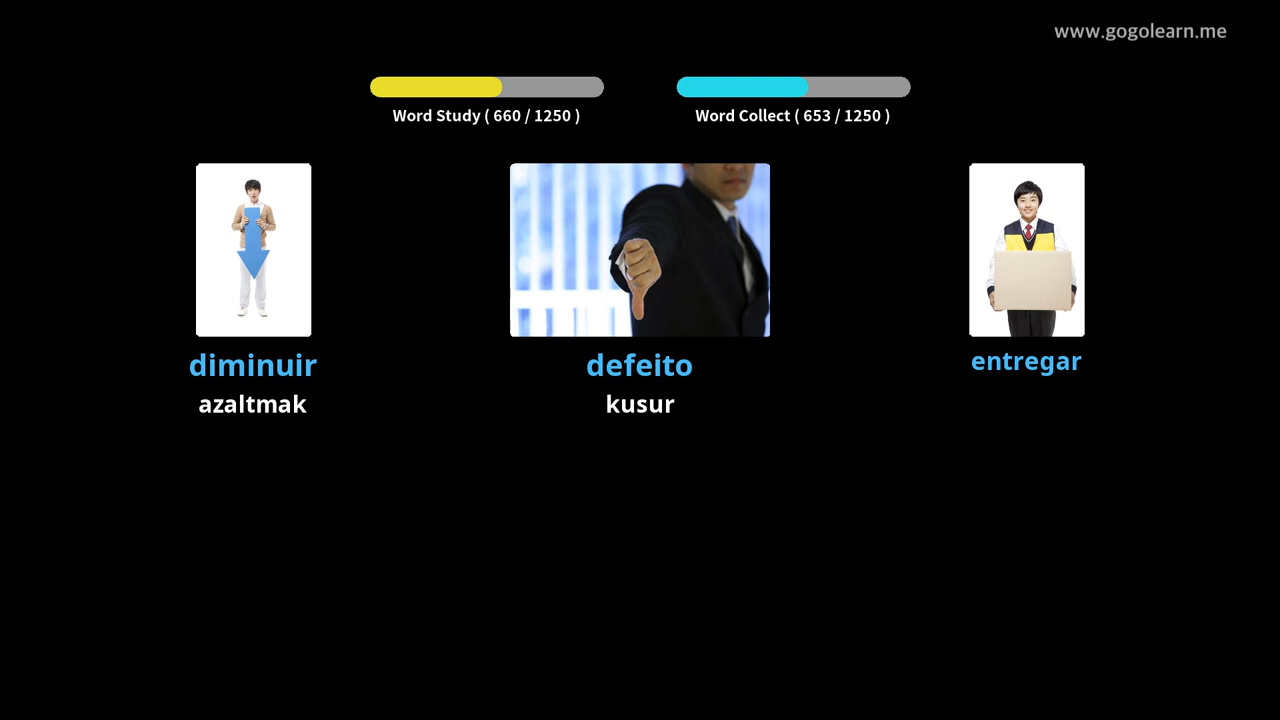 www.gogolearn.me
Word Study ( 660 / 1250 )
Word Collect ( 653 / 1250 )
diminuir
azaltmak
defeito
kusur
entregar